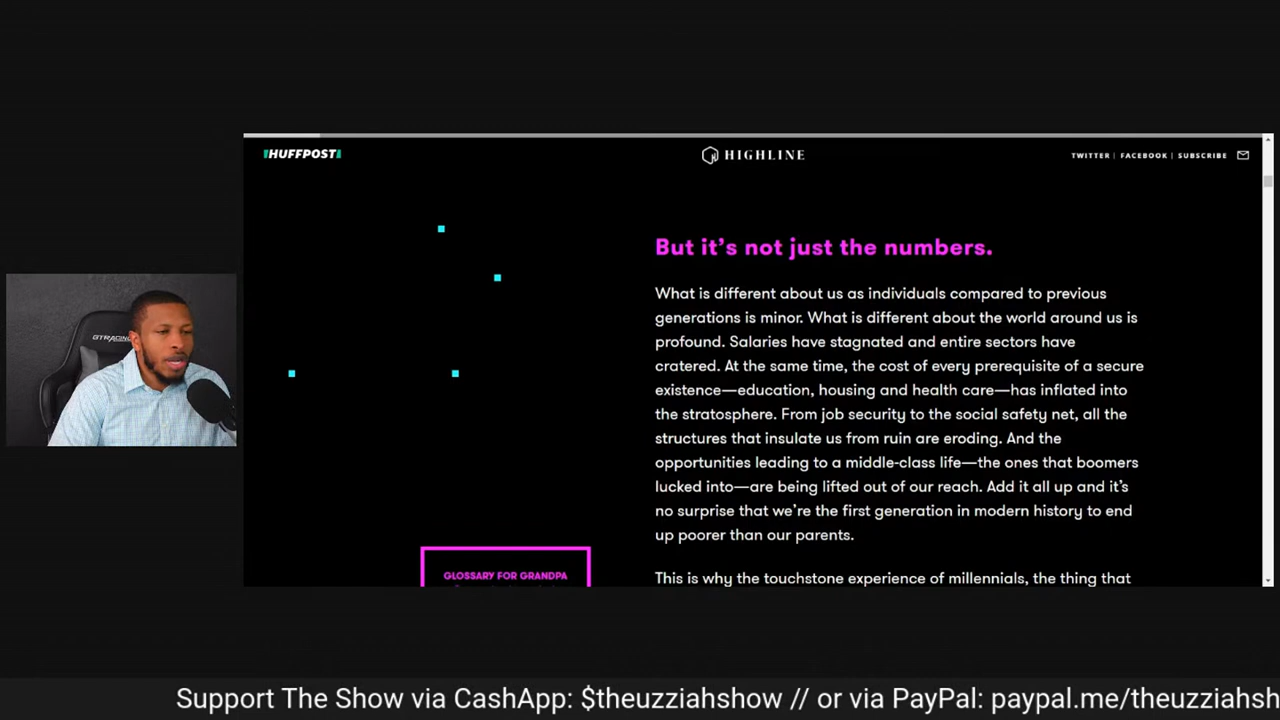 HUFFPOST
HIGHLINE
TWITTER | FACEBOOK | SUBSCRIBE
But it's not just the numbers.
What is different about us as individuals compared to previous
generations is minor. What is different about the world around us is
profound. Salaries have stagnated and entire sectors have
cratered. At the same time, the cost of every prerequisite of a secure
existence—education, housing and health care—has inflated into
the stratosphere. From job security to the social safety net, all the
structures that insulate us from ruin are eroding. And the
opportunities leading to a middle-class life—the ones that boomers
lucked into—are being lifted out of our reach. Add it all up and it's
no surprise that we're the first generation in modern history to end
up poorer than our parents.
This is why the touchstone experience of millennials, the thing that
GLOSSARY FOR GRANDPA
GTRACING
Support The Show via CashApp: $theuzziahshow // or via PayPal: paypal.me/theuzziahsh